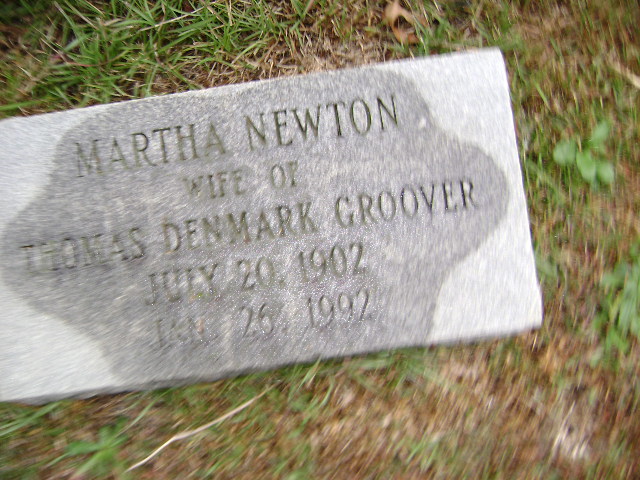 MARTHA NEWTON
WIFE OF
THOMAS DENMARK GROOVER
JULY 20, 1902
JAN. 26, 1992